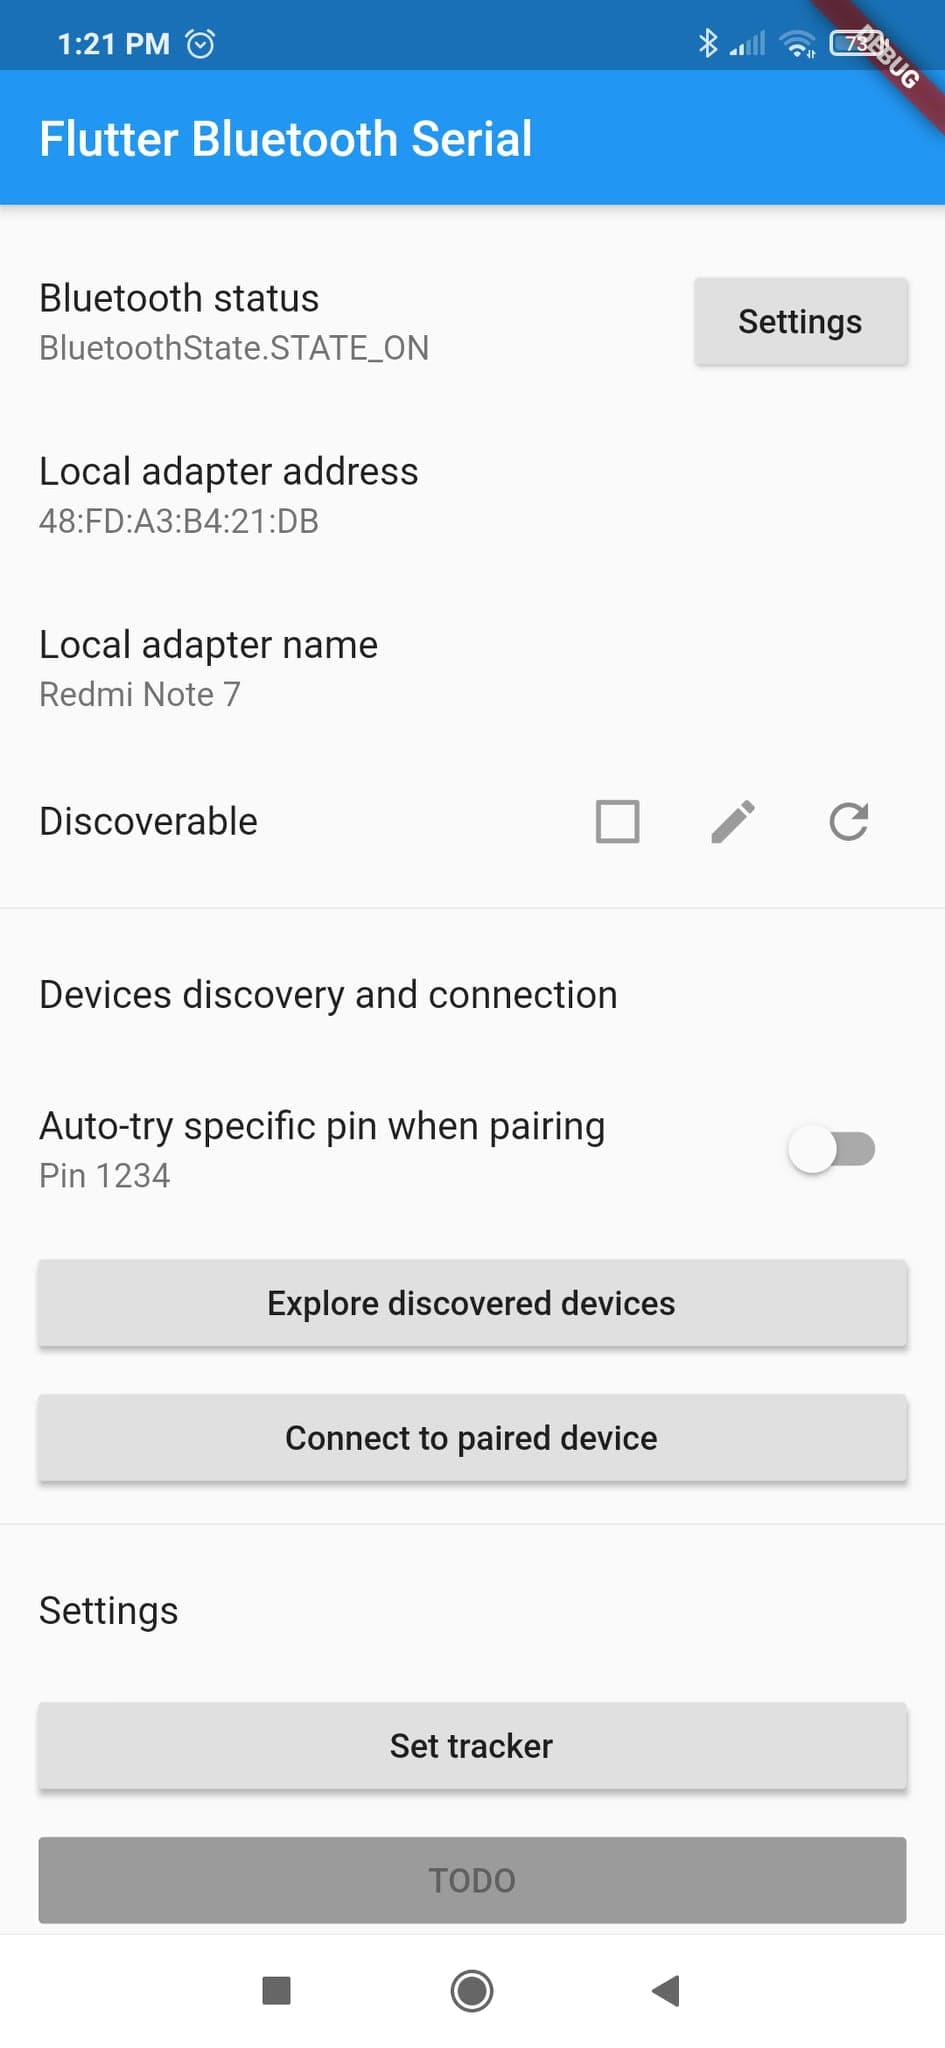 1:21 PM
73
DEBUG
Flutter Bluetooth Serial
Bluetooth status
BluetoothState.STATE_ON
Settings
Local adapter address
48:FD:A3:B4:21:DB
Local adapter name
Redmi Note 7
Discoverable
Devices discovery and connection
Auto-try specific pin when pairing
Pin 1234
Explore discovered devices
Connect to paired device
Settings
Set tracker
TODO